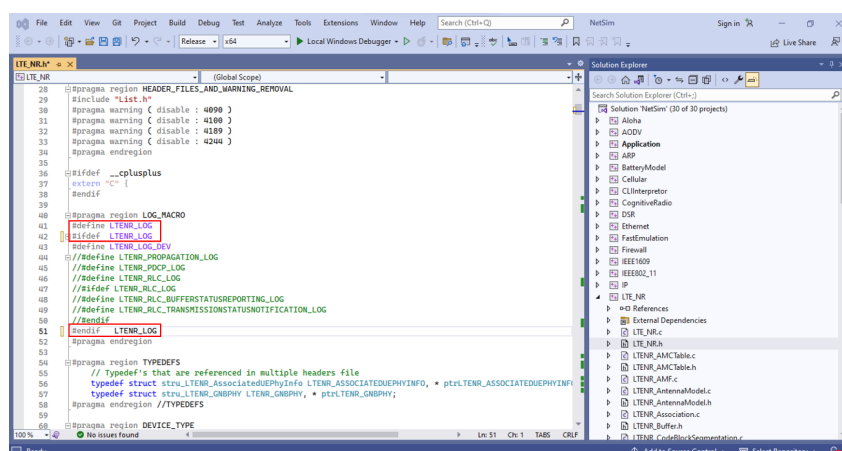 File Edit View Git Project Build Debug Test Analyze Tools Extensions Window Help Search (Ctrl+Q) NetSim Sign in
Release x64 Local Windows Debugger Live Share
LTE_NR.h*
LTE_NR (Global Scope)
28 #pragma region HEADER_FILES_AND_WARNING_REMOVAL
29 #include "List.h"
30 #pragma warning ( disable : 4090 )
31 #pragma warning ( disable : 4100 )
32 #pragma warning ( disable : 4189 )
33 #pragma warning ( disable : 4244 )
34 #pragma endregion
35
36 #ifdef __cplusplus
37 extern "C" {
38 #endif
39
40 #pragma region LOG_MACRO
41 #define LTENR_LOG
42 #ifdef LTENR_LOG
43 #define LTENR_LOG_DEV
44 //#define LTENR_PROPAGATION_LOG
45 //#define LTENR_PDCP_LOG
46 //#define LTENR_RLC_LOG
47 //#ifdef LTENR_RLC_LOG
48 //#define LTENR_RLC_BUFFERSTATUSREPORTING_LOG
49 //#define LTENR_RLC_TRANSMISSIONSTATUSNOTIFICATION_LOG
50 //#endif
51 #endif LTENR_LOG
52 #pragma endregion
53
54 #pragma region TYPEDEFS
55 // Typedef's that are referenced in multiple headers file
56 typedef struct stru_LTENR_AssociatedUEPhyInfo LTENR_ASSOCIATEDUEPHYINFO, * ptrLTENR_ASSOCIATEDUEPHYINF
57 typedef struct stru_LTENR_GNBPHY LTENR_GNBPHY, * ptrLTENR_GNBPHY;
58 #pragma endregion //TYPEDEFS
59
60 #pragma region DEVICE_TYPE
100 % No issues found Ln: 51 Ch: 1 TABS CRLF
Solution Explorer
Search Solution Explorer (Ctrl+;)
Solution 'NetSim' (30 of 30 projects)
Aloha
AODV
Application
ARP
BatteryModel
Cellular
CLIInterpretor
CognitiveRadio
DSR
Ethernet
FastEmulation
Firewall
IEEE1609
IEEE802_11
IP
LTE_NR
References
External Dependencies
LTE_NR.c
LTE_NR.h
LTENR_AMCTable.c
LTENR_AMCTable.h
LTENR_AMF.c
LTENR_AntennaModel.c
LTENR_AntennaModel.h
LTENR_Association.c
LTENR_Buffer.h
LTENR_CodeBlockSegmentation.c
Ready Add to Source Control Select Repository